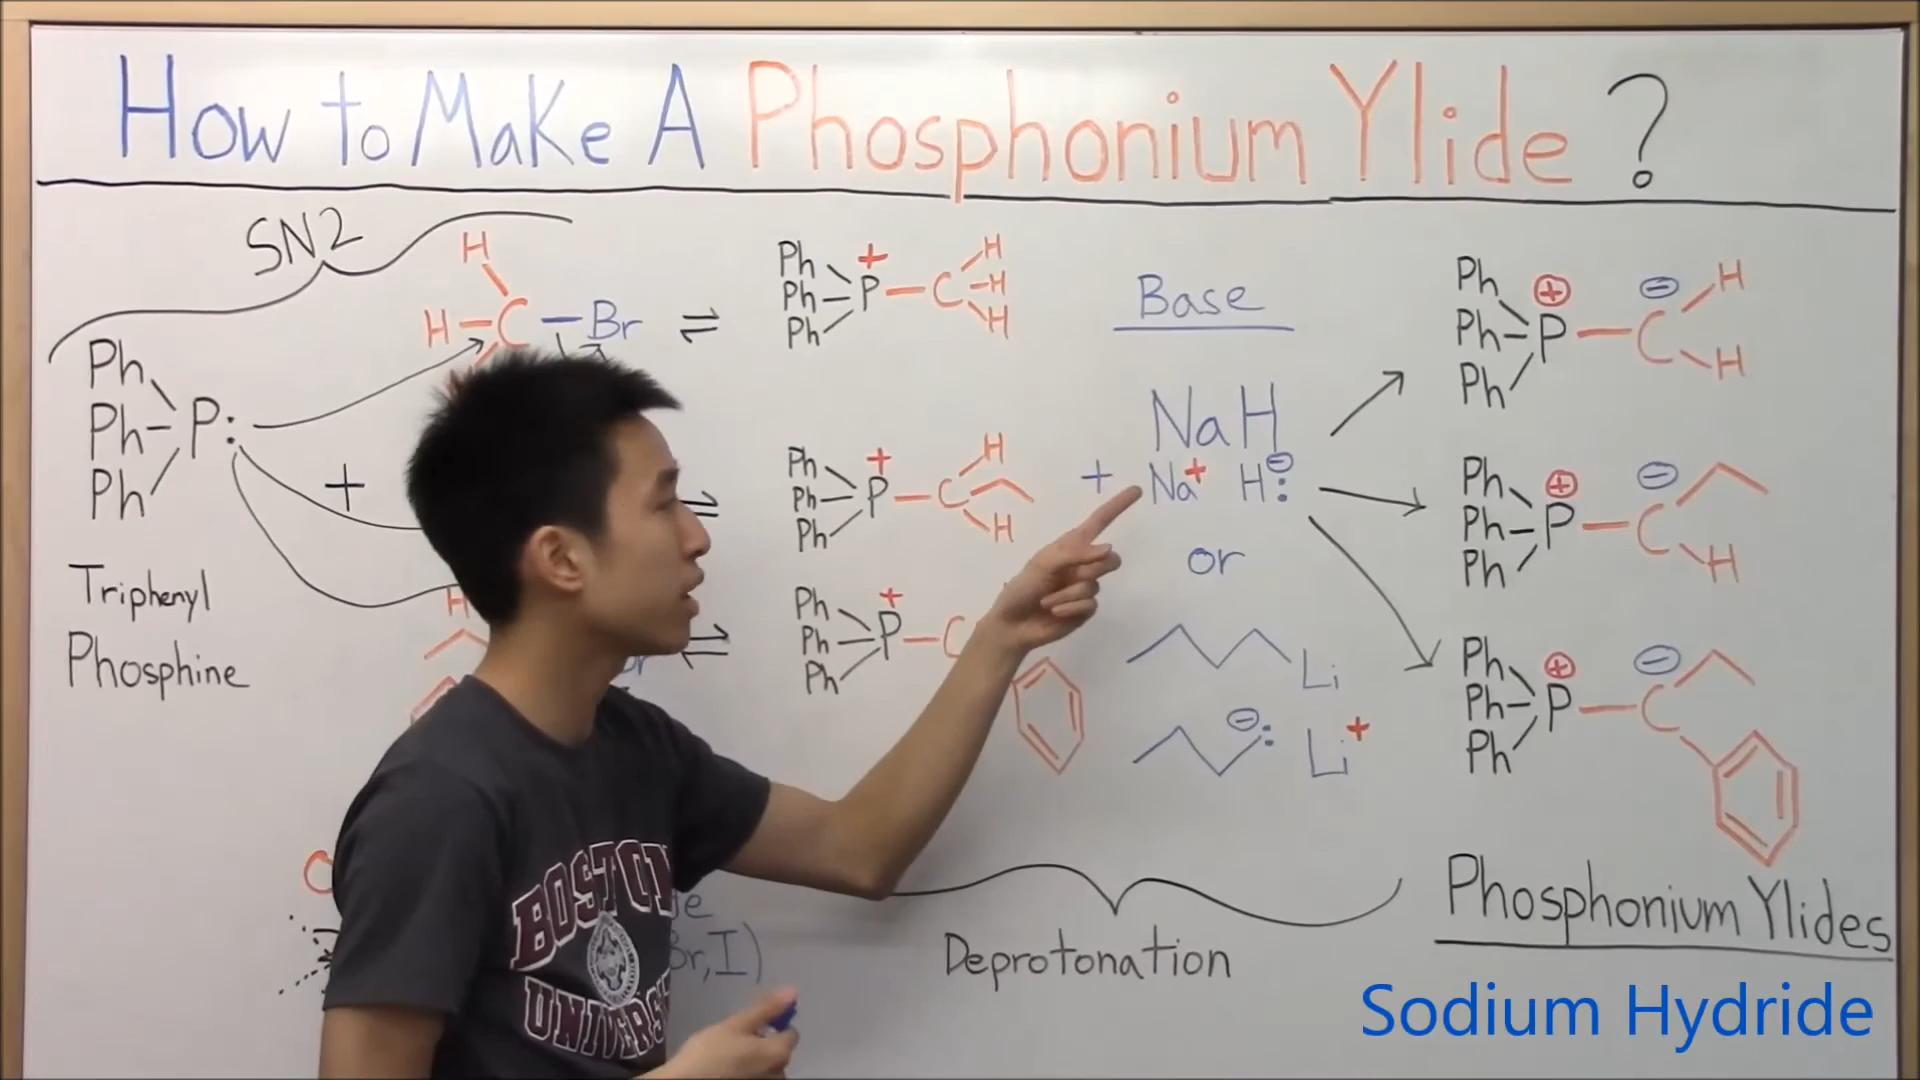 How to Make A Phosphonium Ylide ?
SN2
H
H C Br ⇌
Ph
Ph
Ph
P:
+
Triphenyl
Phosphine
Ph
Ph
Ph
P + C
H
H
H
⇌
Ph
Ph
Ph
P + C
H
H
H
⇌
Ph
Ph
Ph
P + C
Base
NaH
+ Na+ H:⊖
or
Li
⊖: Li+
Ph
Ph
Ph
P ⊕ C ⊖
H
H
Ph
Ph
Ph
P ⊕ C ⊖
H
Ph
Ph
Ph
P ⊕ C ⊖
Br, I)
Deprotonation
Phosphonium Ylides
BOSTON
Sodium Hydride